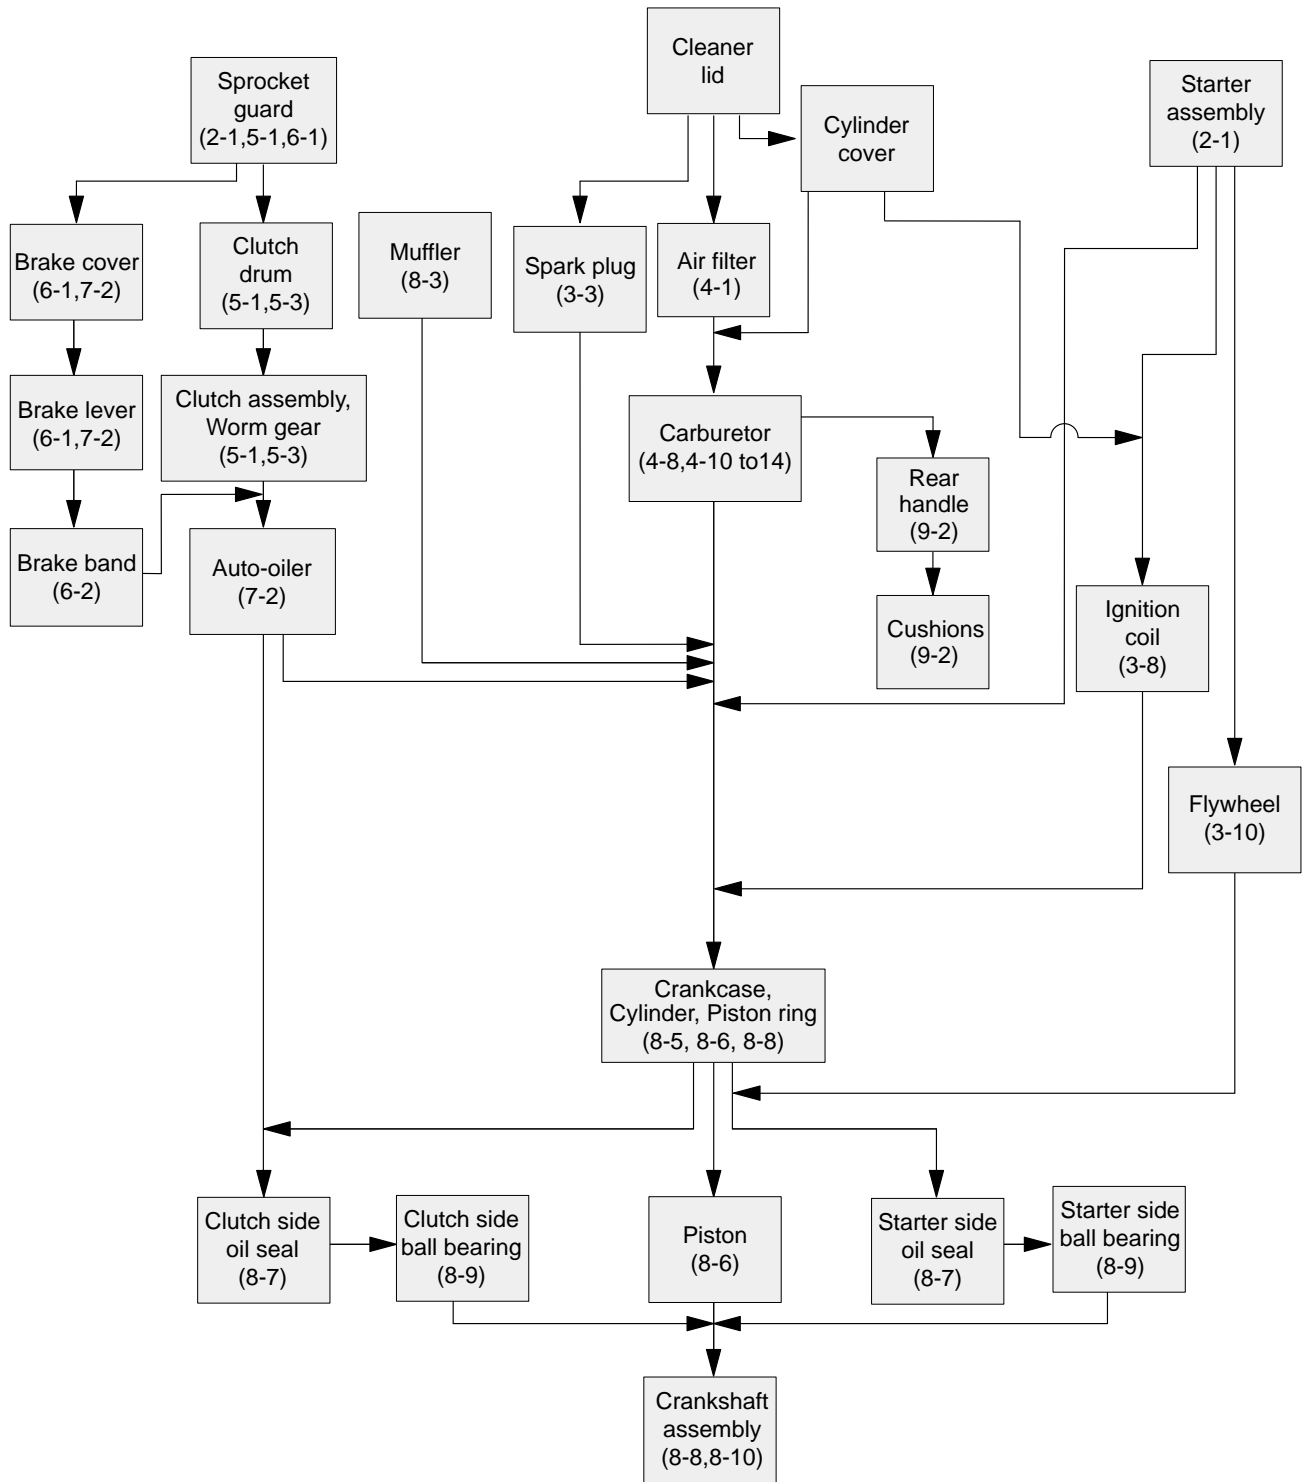 Cleaner
lid
Sprocket
guard
(2-1,5-1,6-1)
Cylinder
cover
Starter
assembly
(2-1)
Brake cover
(6-1,7-2)
Clutch
drum
(5-1,5-3)
Muffler
(8-3)
Spark plug
(3-3)
Air filter
(4-1)
Brake lever
(6-1,7-2)
Clutch assembly,
Worm gear
(5-1,5-3)
Carburetor
(4-8,4-10 to14)
Rear
handle
(9-2)
Brake band
(6-2)
Auto-oiler
(7-2)
Cushions
(9-2)
Ignition
coil
(3-8)
Flywheel
(3-10)
Crankcase,
Cylinder, Piston ring
(8-5, 8-6, 8-8)
Clutch side
oil seal
(8-7)
Clutch side
ball bearing
(8-9)
Piston
(8-6)
Starter side
oil seal
(8-7)
Starter side
ball bearing
(8-9)
Crankshaft
assembly
(8-8,8-10)